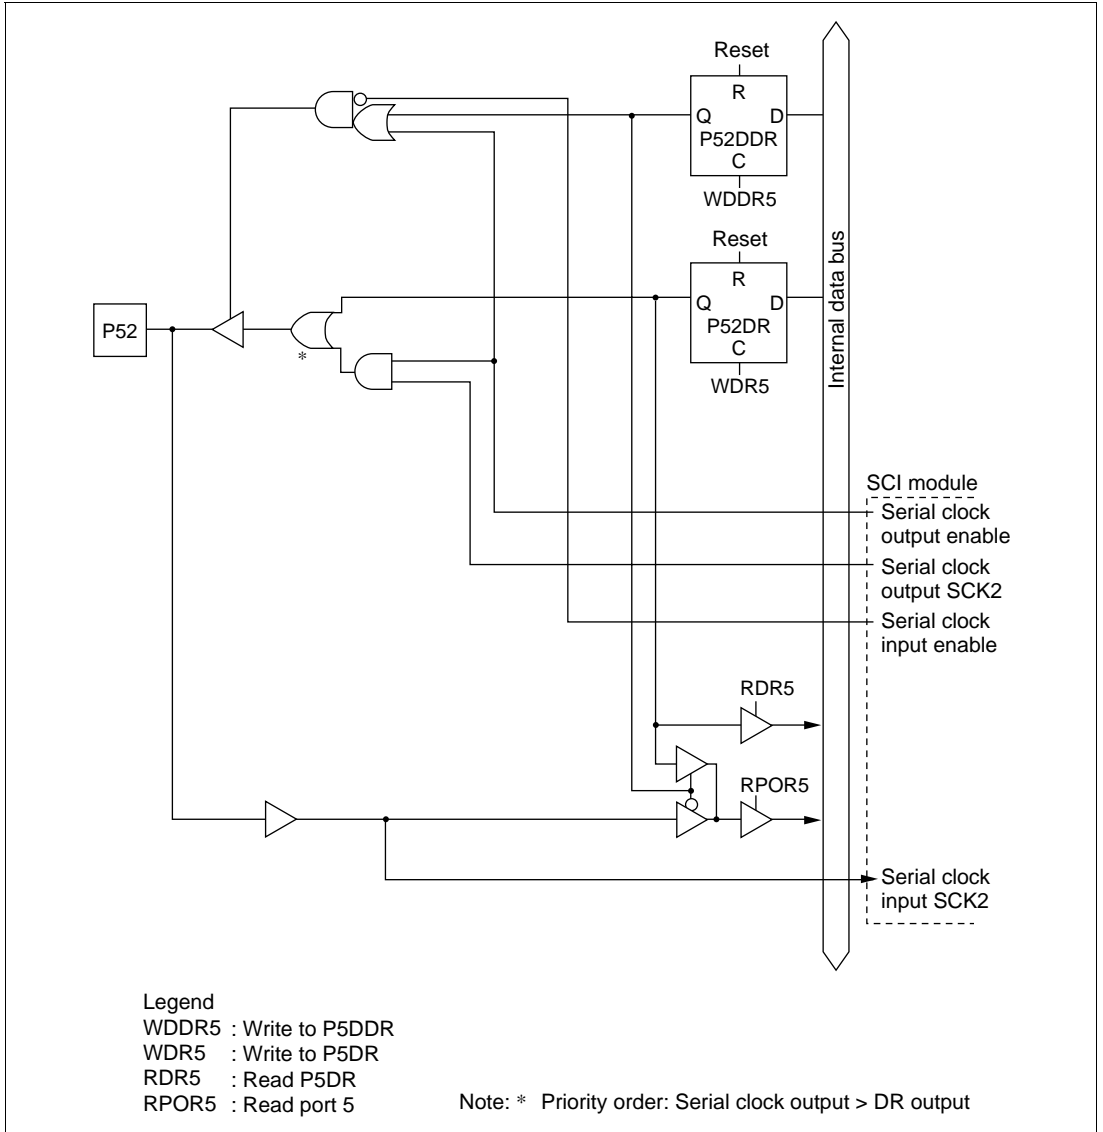 Reset
R
Q D
P52DDR
C
WDDR5
Reset
R
Q D
P52DR
C
WDR5
P52
*
Internal data bus
SCI module
Serial clock
output enable
Serial clock
output SCK2
Serial clock
input enable
RDR5
RPOR5
Serial clock
input SCK2
Legend
WDDR5 : Write to P5DDR
WDR5 : Write to P5DR
RDR5 : Read P5DR
RPOR5 : Read port 5
Note: * Priority order: Serial clock output > DR output